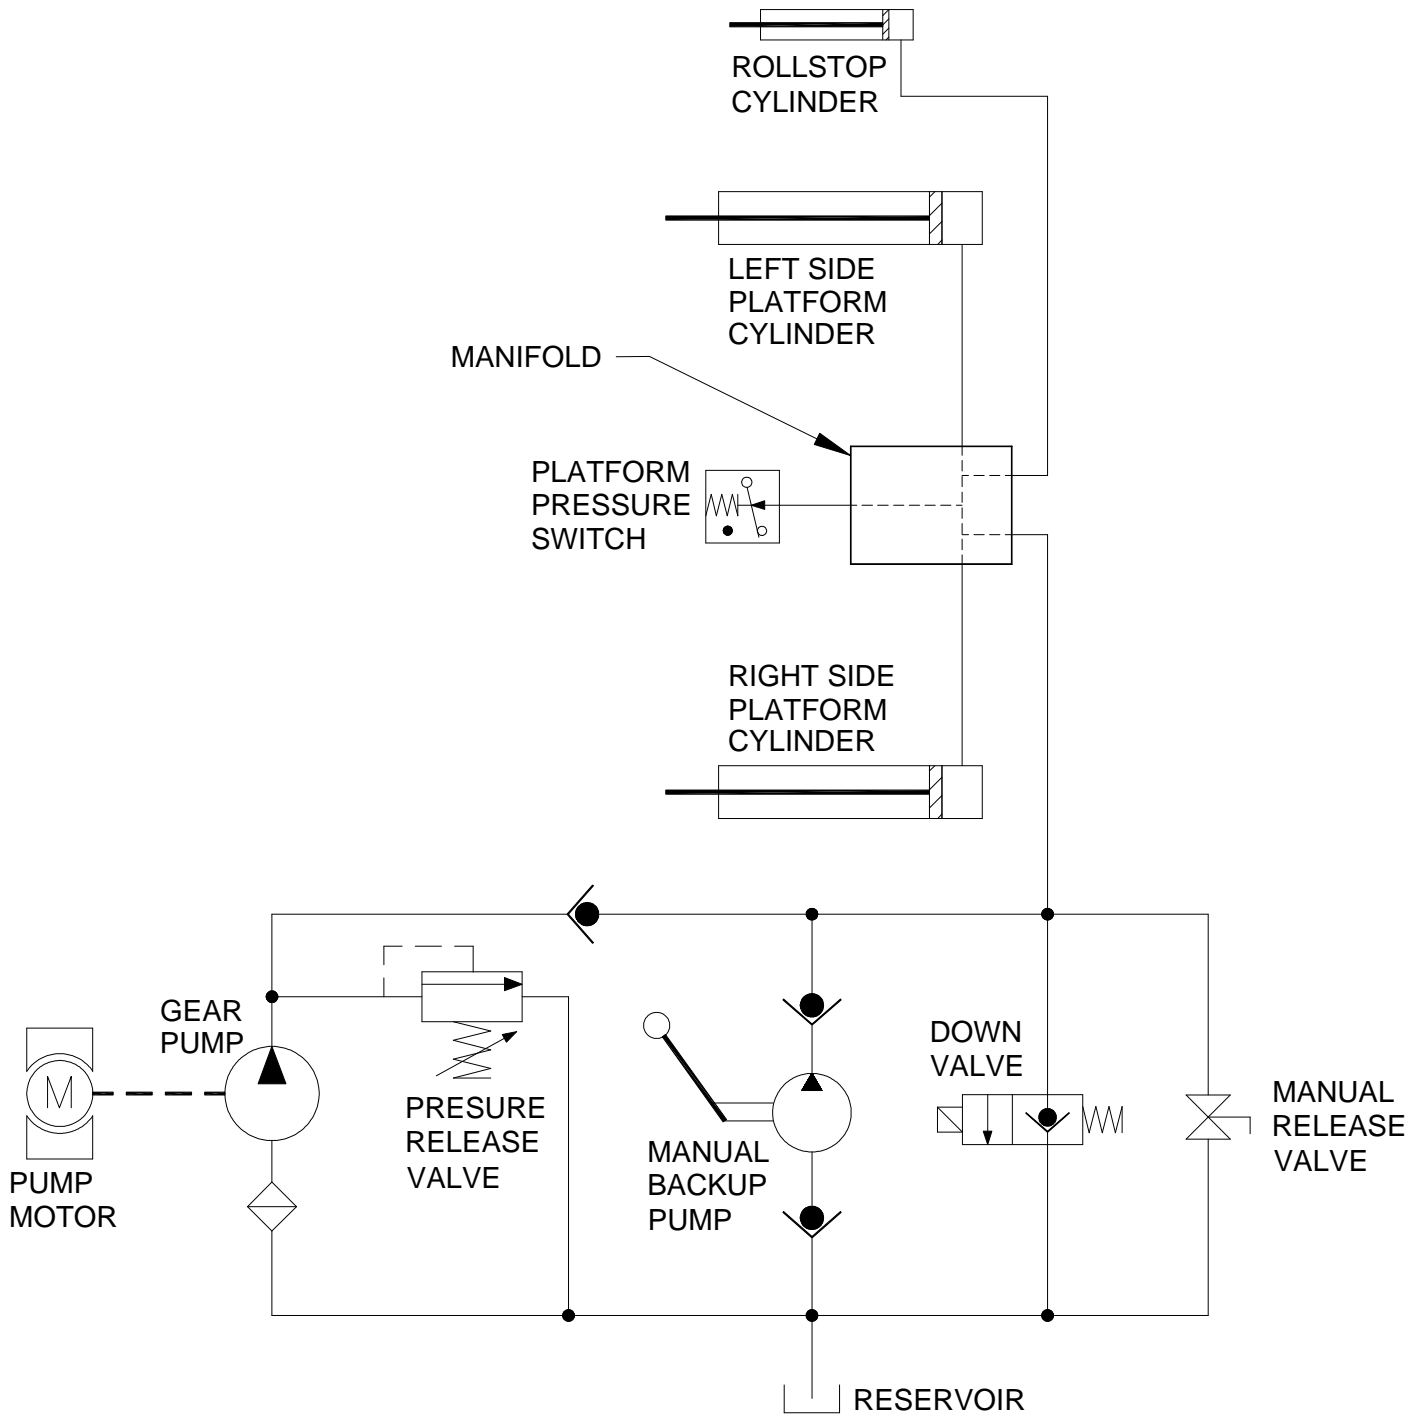 ROLLSTOP
CYLINDER
LEFT SIDE
PLATFORM
CYLINDER
MANIFOLD
PLATFORM
PRESSURE
SWITCH
RIGHT SIDE
PLATFORM
CYLINDER
GEAR
PUMP
M
PUMP
MOTOR
PRESURE
RELEASE
VALVE
MANUAL
BACKUP
PUMP
DOWN
VALVE
MANUAL
RELEASE
VALVE
RESERVOIR